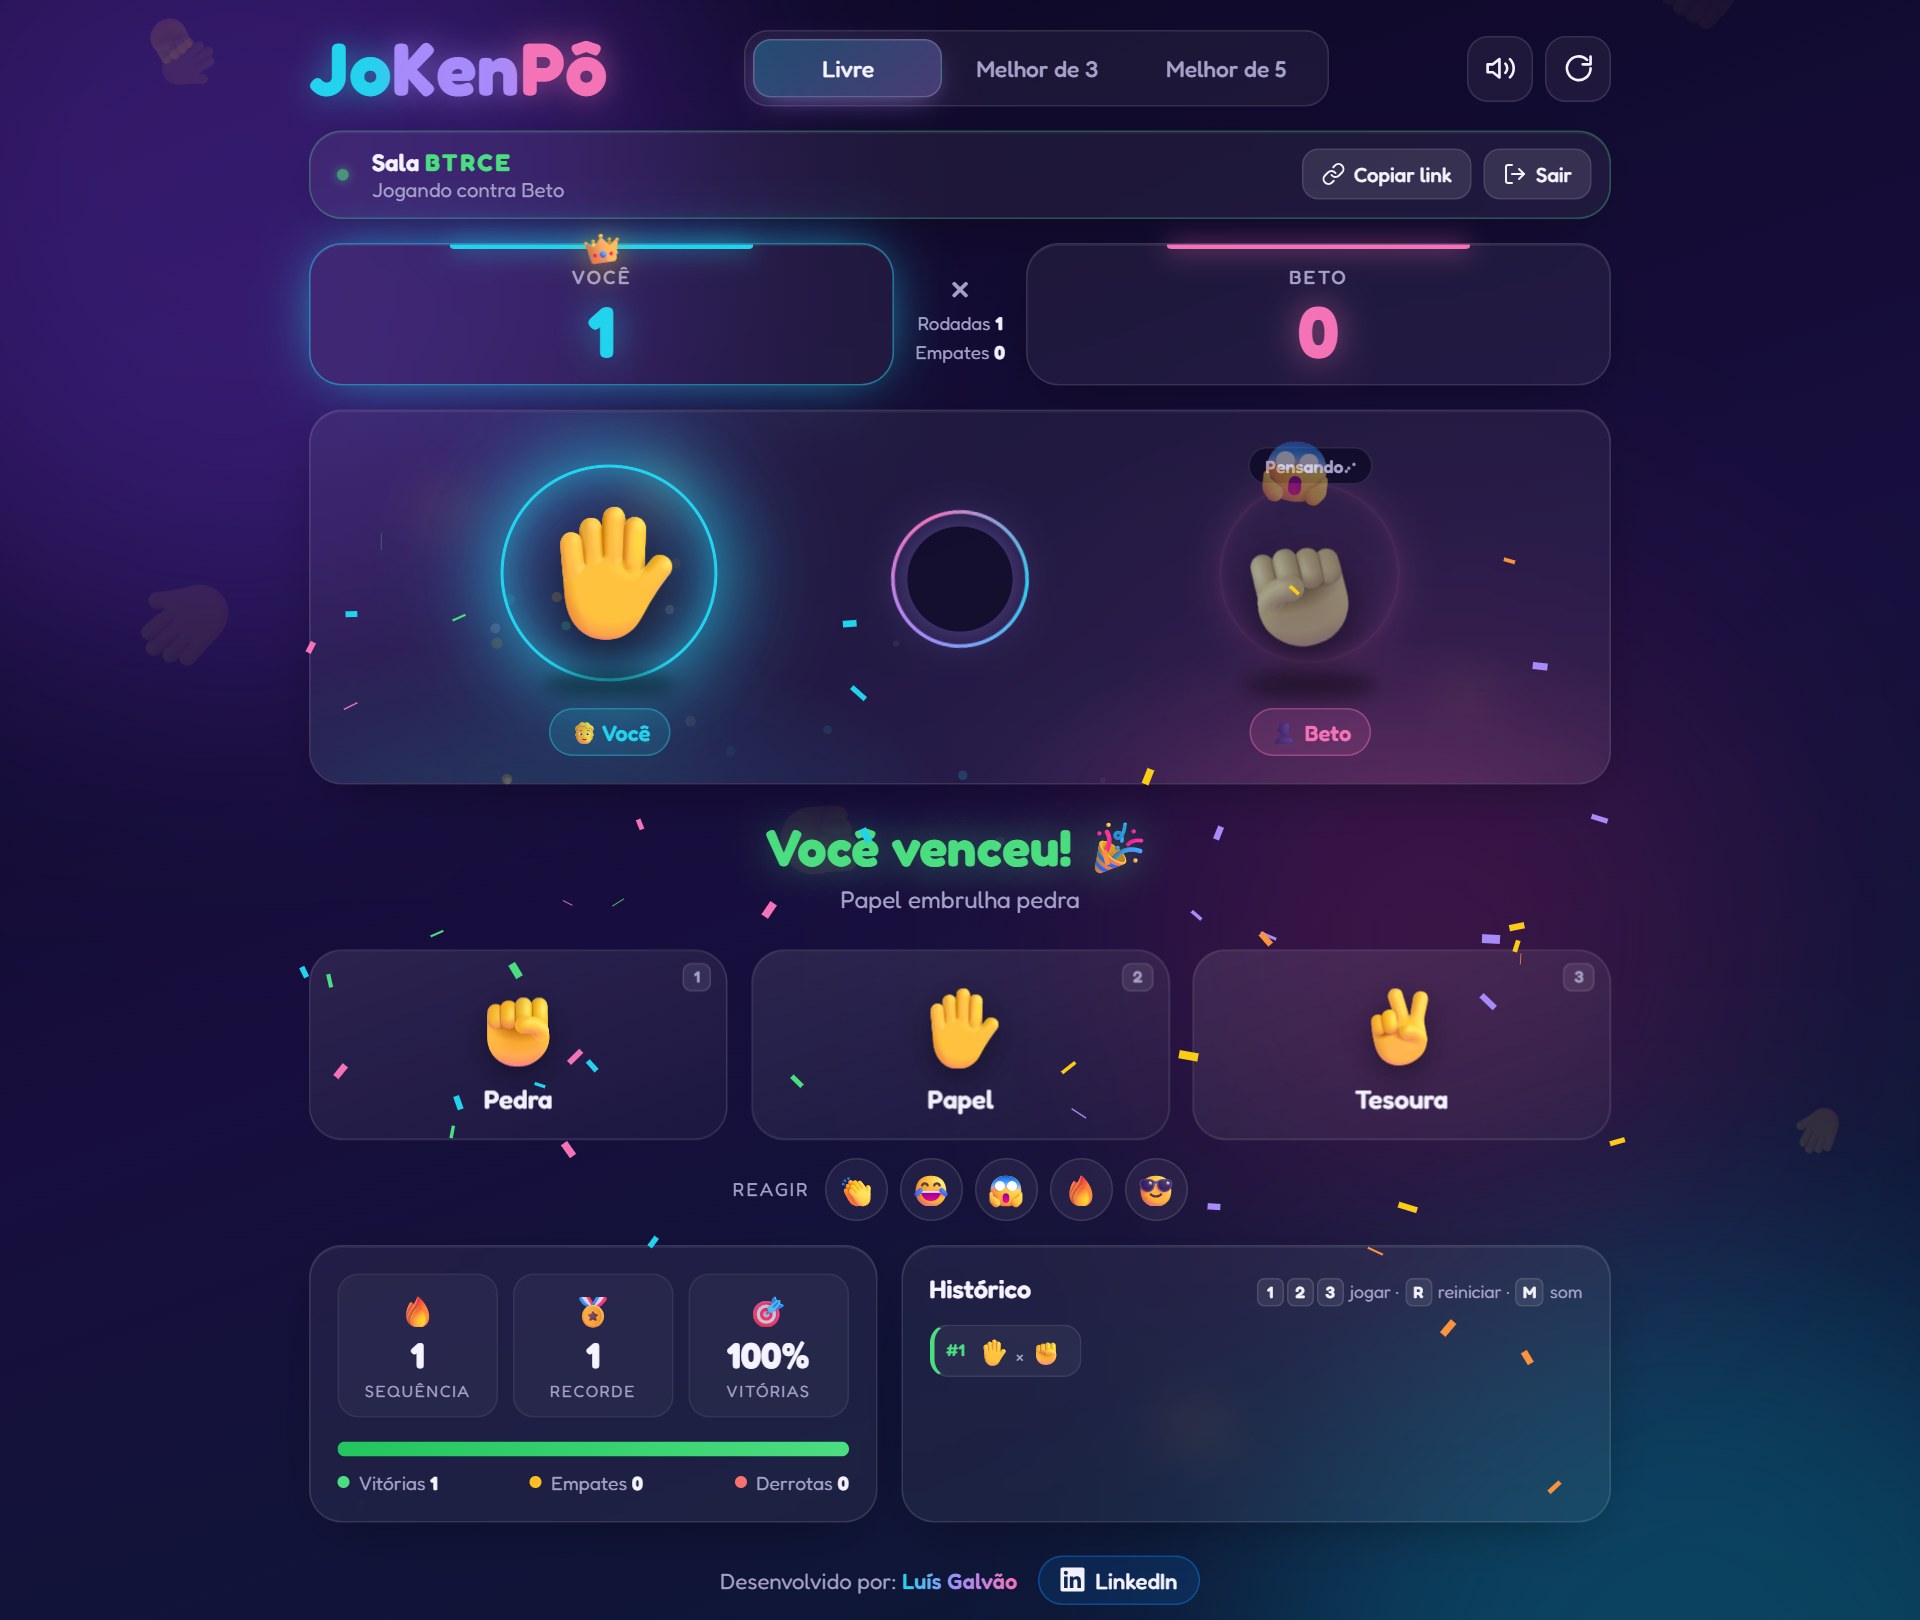 JoKenPô
Livre
Melhor de 3
Melhor de 5
Sala BTRCE
Jogando contra Beto
Copiar link
Sair
VOCÊ
1
×
Rodadas 1
Empates 0
BETO
0
Pensando
Você
Beto
Você venceu!
Papel embrulha pedra
1
Pedra
2
Papel
3
Tesoura
REAGIR
1
SEQUÊNCIA
1
RECORDE
100%
VITÓRIAS
Vitórias 1
Empates 0
Derrotas 0
Histórico
1 2 3 jogar · R reiniciar · M som
#1 ×
Desenvolvido por: Luís Galvão
in LinkedIn